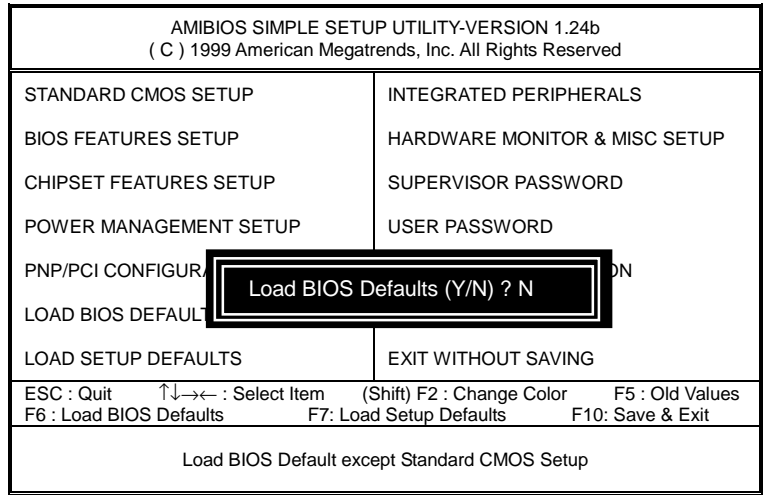 AMIBIOS SIMPLE SETUP UTILITY-VERSION 1.24b
( C ) 1999 American Megatrends, Inc. All Rights Reserved
STANDARD CMOS SETUP
BIOS FEATURES SETUP
CHIPSET FEATURES SETUP
POWER MANAGEMENT SETUP
PNP/PCI
LOAD BIOS
LOAD SETUP DEFAULTS
INTEGRATED PERIPHERALS
HARDWARE MONITOR & MISC SETUP
SUPERVISOR PASSWORD
USER PASSWORD
EXIT WITHOUT SAVING
Load BIOS Defaults (Y/N) ? N
ESC : Quit ↑↓→← : Select Item (Shift) F2 : Change Color F5 : Old Values
F6 : Load BIOS Defaults F7: Load Setup Defaults F10: Save & Exit
Load BIOS Default except Standard CMOS Setup